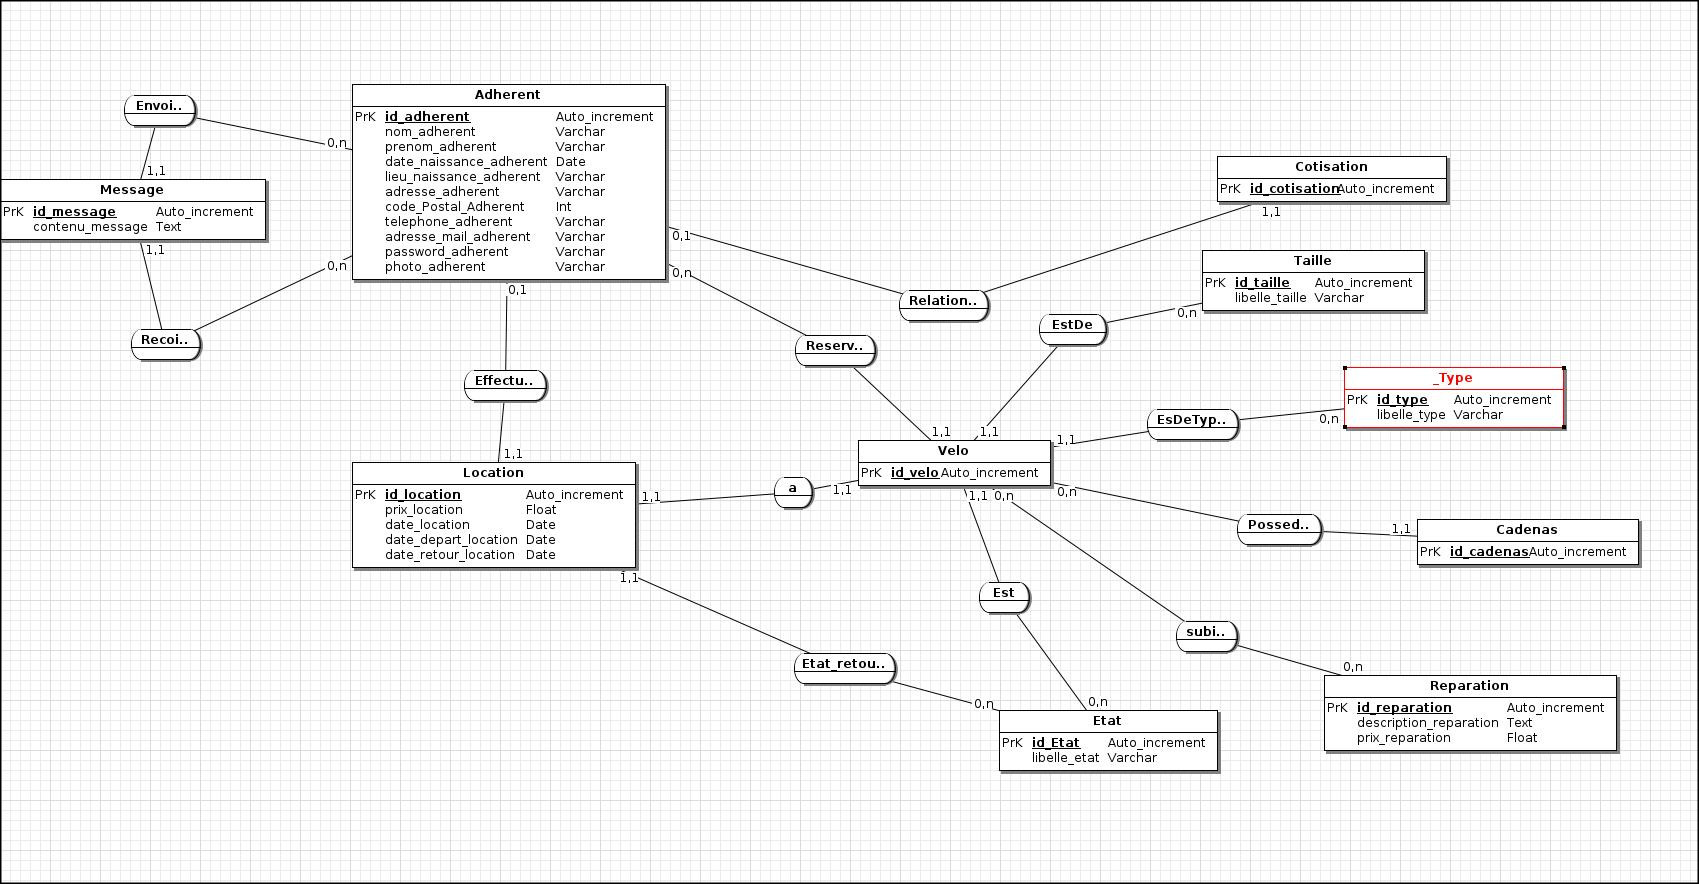 Envoi..
0,n
1,1
Message
PrK id_message Auto_increment
contenu_message Text
1,1
0,n
Recoi..
Adherent
PrK id_adherent Auto_increment
nom_adherent Varchar
prenom_adherent Varchar
date_naissance_adherent Date
lieu_naissance_adherent Varchar
adresse_adherent Varchar
code_Postal_Adherent Int
telephone_adherent Varchar
adresse_mail_adherent Varchar
password_adherent Varchar
photo_adherent Varchar
0,1
0,n
0,1
Effectu..
1,1
Relation..
1,1
Cotisation
PrK id_cotisation Auto_increment
Taille
PrK id_taille Auto_increment
libelle_taille Varchar
0,n
EstDe
1,1
Reserv..
1,1
_Type
PrK id_type Auto_increment
libelle_type Varchar
0,n
EsDeTyp..
1,1
Velo
PrK id_velo Auto_increment
Location
PrK id_location Auto_increment
prix_location Float
date_location Date
date_depart_location Date
date_retour_location Date
1,1
a
1,1
1,1
0,n
0,n
Possed..
1,1
Cadenas
PrK id_cadenas Auto_increment
1,1
Est
subi..
Etat_retou..
0,n
0,n
0,n
Etat
PrK id_Etat Auto_increment
libelle_etat Varchar
Reparation
PrK id_reparation Auto_increment
description_reparation Text
prix_reparation Float